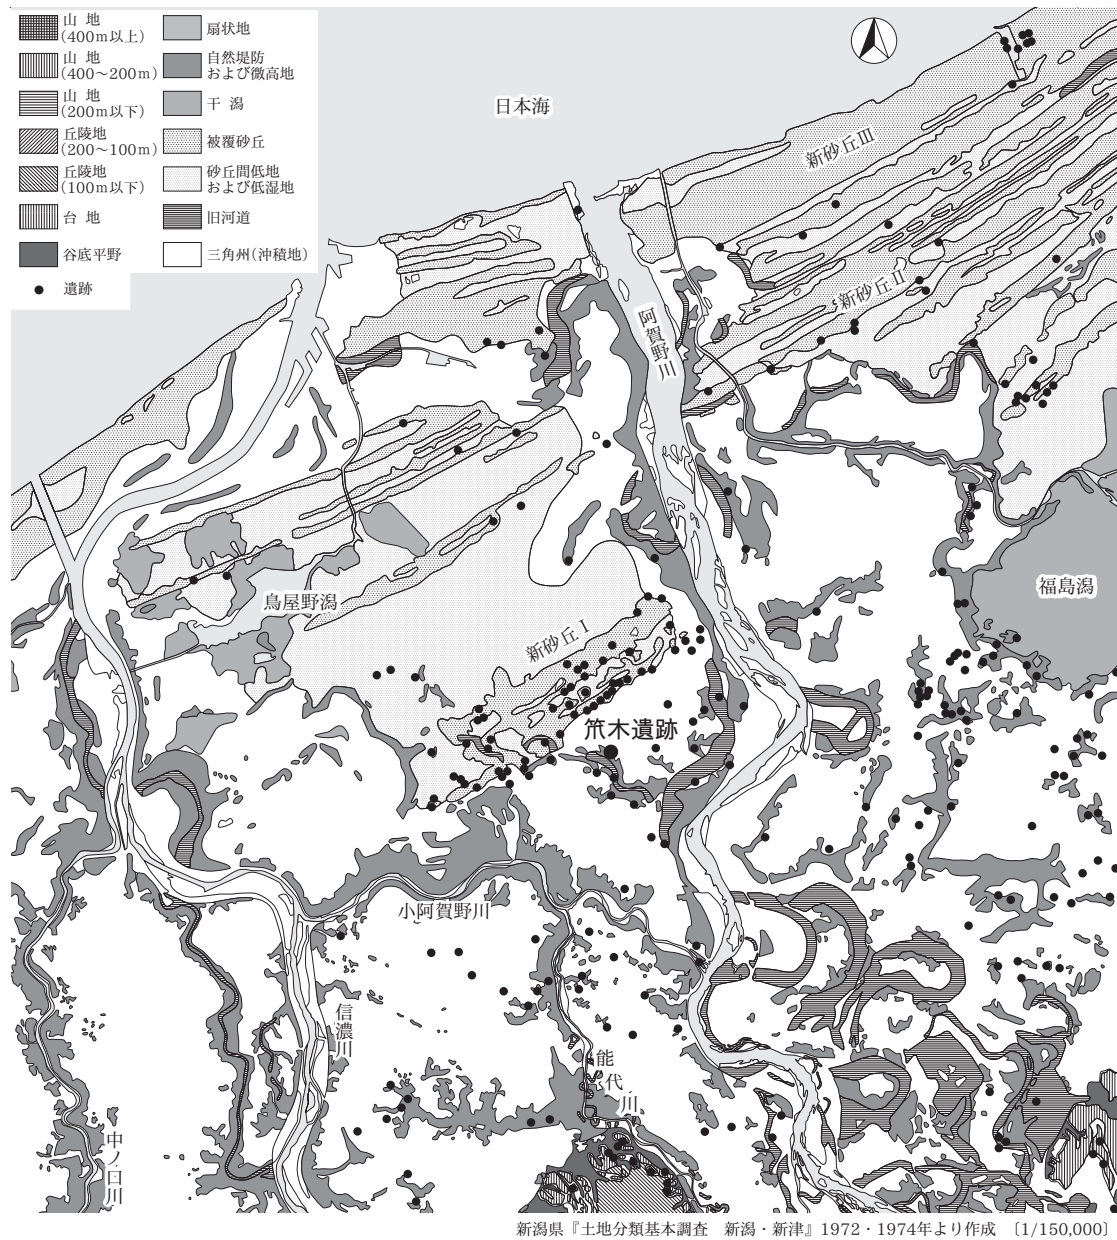 山 地
(400m以上)
山 地
(400～200m)
山 地
(200m以下)
丘陵地
(200～100m)
丘陵地
(100m以下)
台 地
谷底平野
遺跡
扇状地
自然堤防
および微高地
干 潟
被覆砂丘
砂丘間低地
および低湿地
旧河道
三角州(沖積地)
日本海
新砂丘Ⅲ
新砂丘Ⅱ
阿賀野川
福島潟
鳥屋野潟
新砂丘Ⅰ
笊木遺跡
小阿賀野川
信濃川
能代川
中ノ口川
新潟県『土地分類基本調査 新潟・新津』1972・1974年より作成 〔1/150,000〕